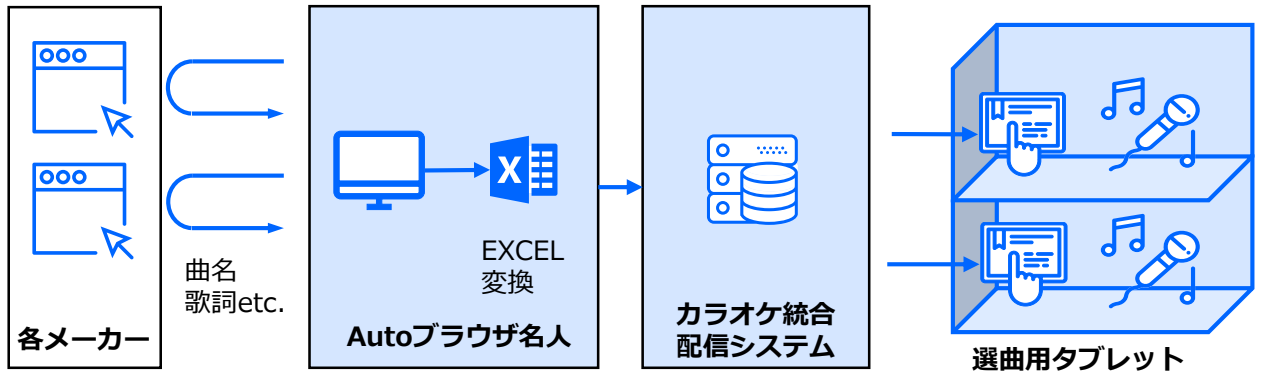 各メーカー
曲名
歌詞etc.
X
EXCEL
変換
Autoブラウザ名人
カラオケ統合
配信システム
選曲用タブレット